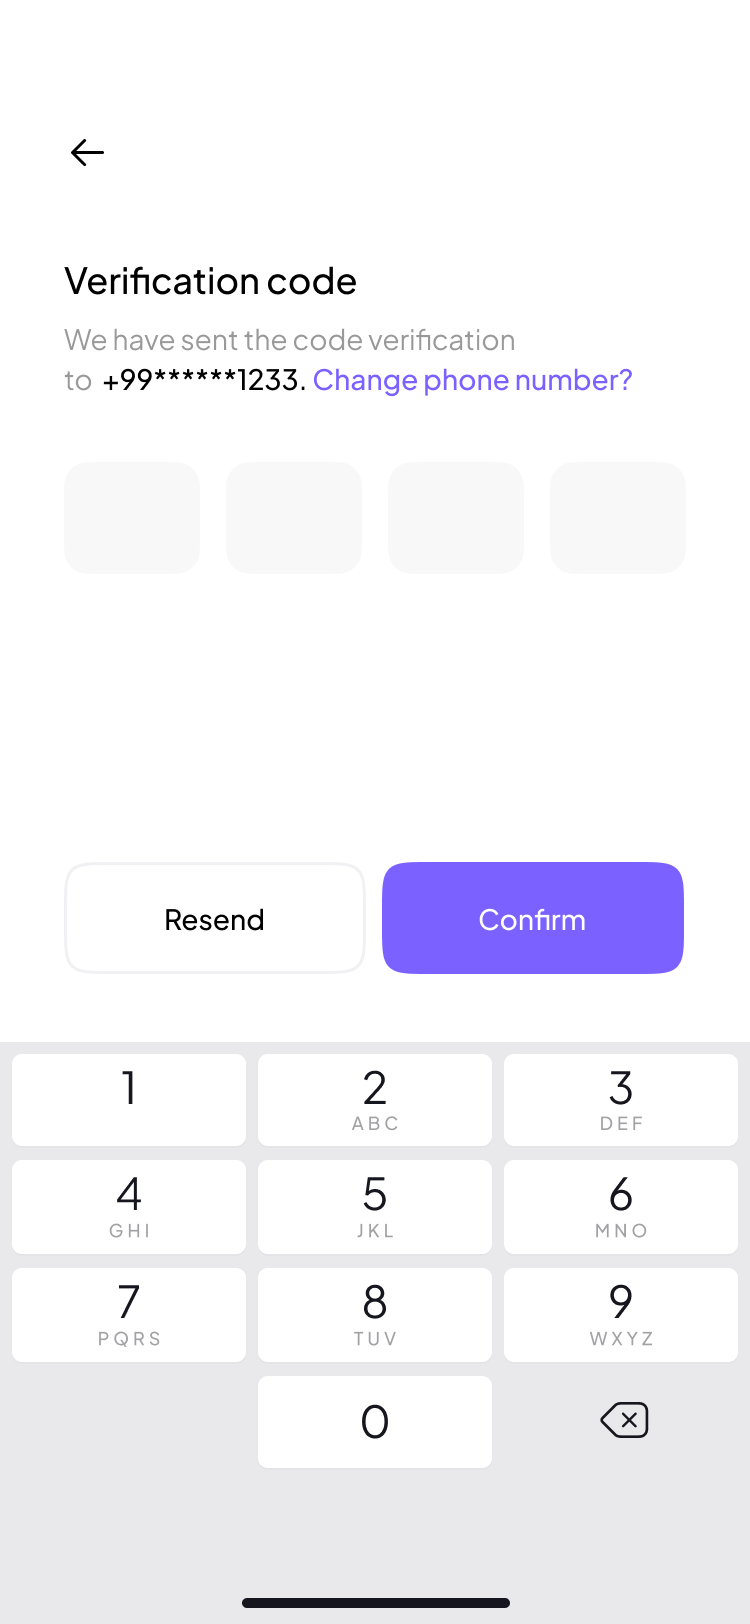 Verification code
We have sent the code verification
to +99******1233. Change phone number?
Resend Confirm
1 2 3
ABC DEF
4 5 6
GHI JKL MNO
7 8 9
PQRS TUV WXYZ
0